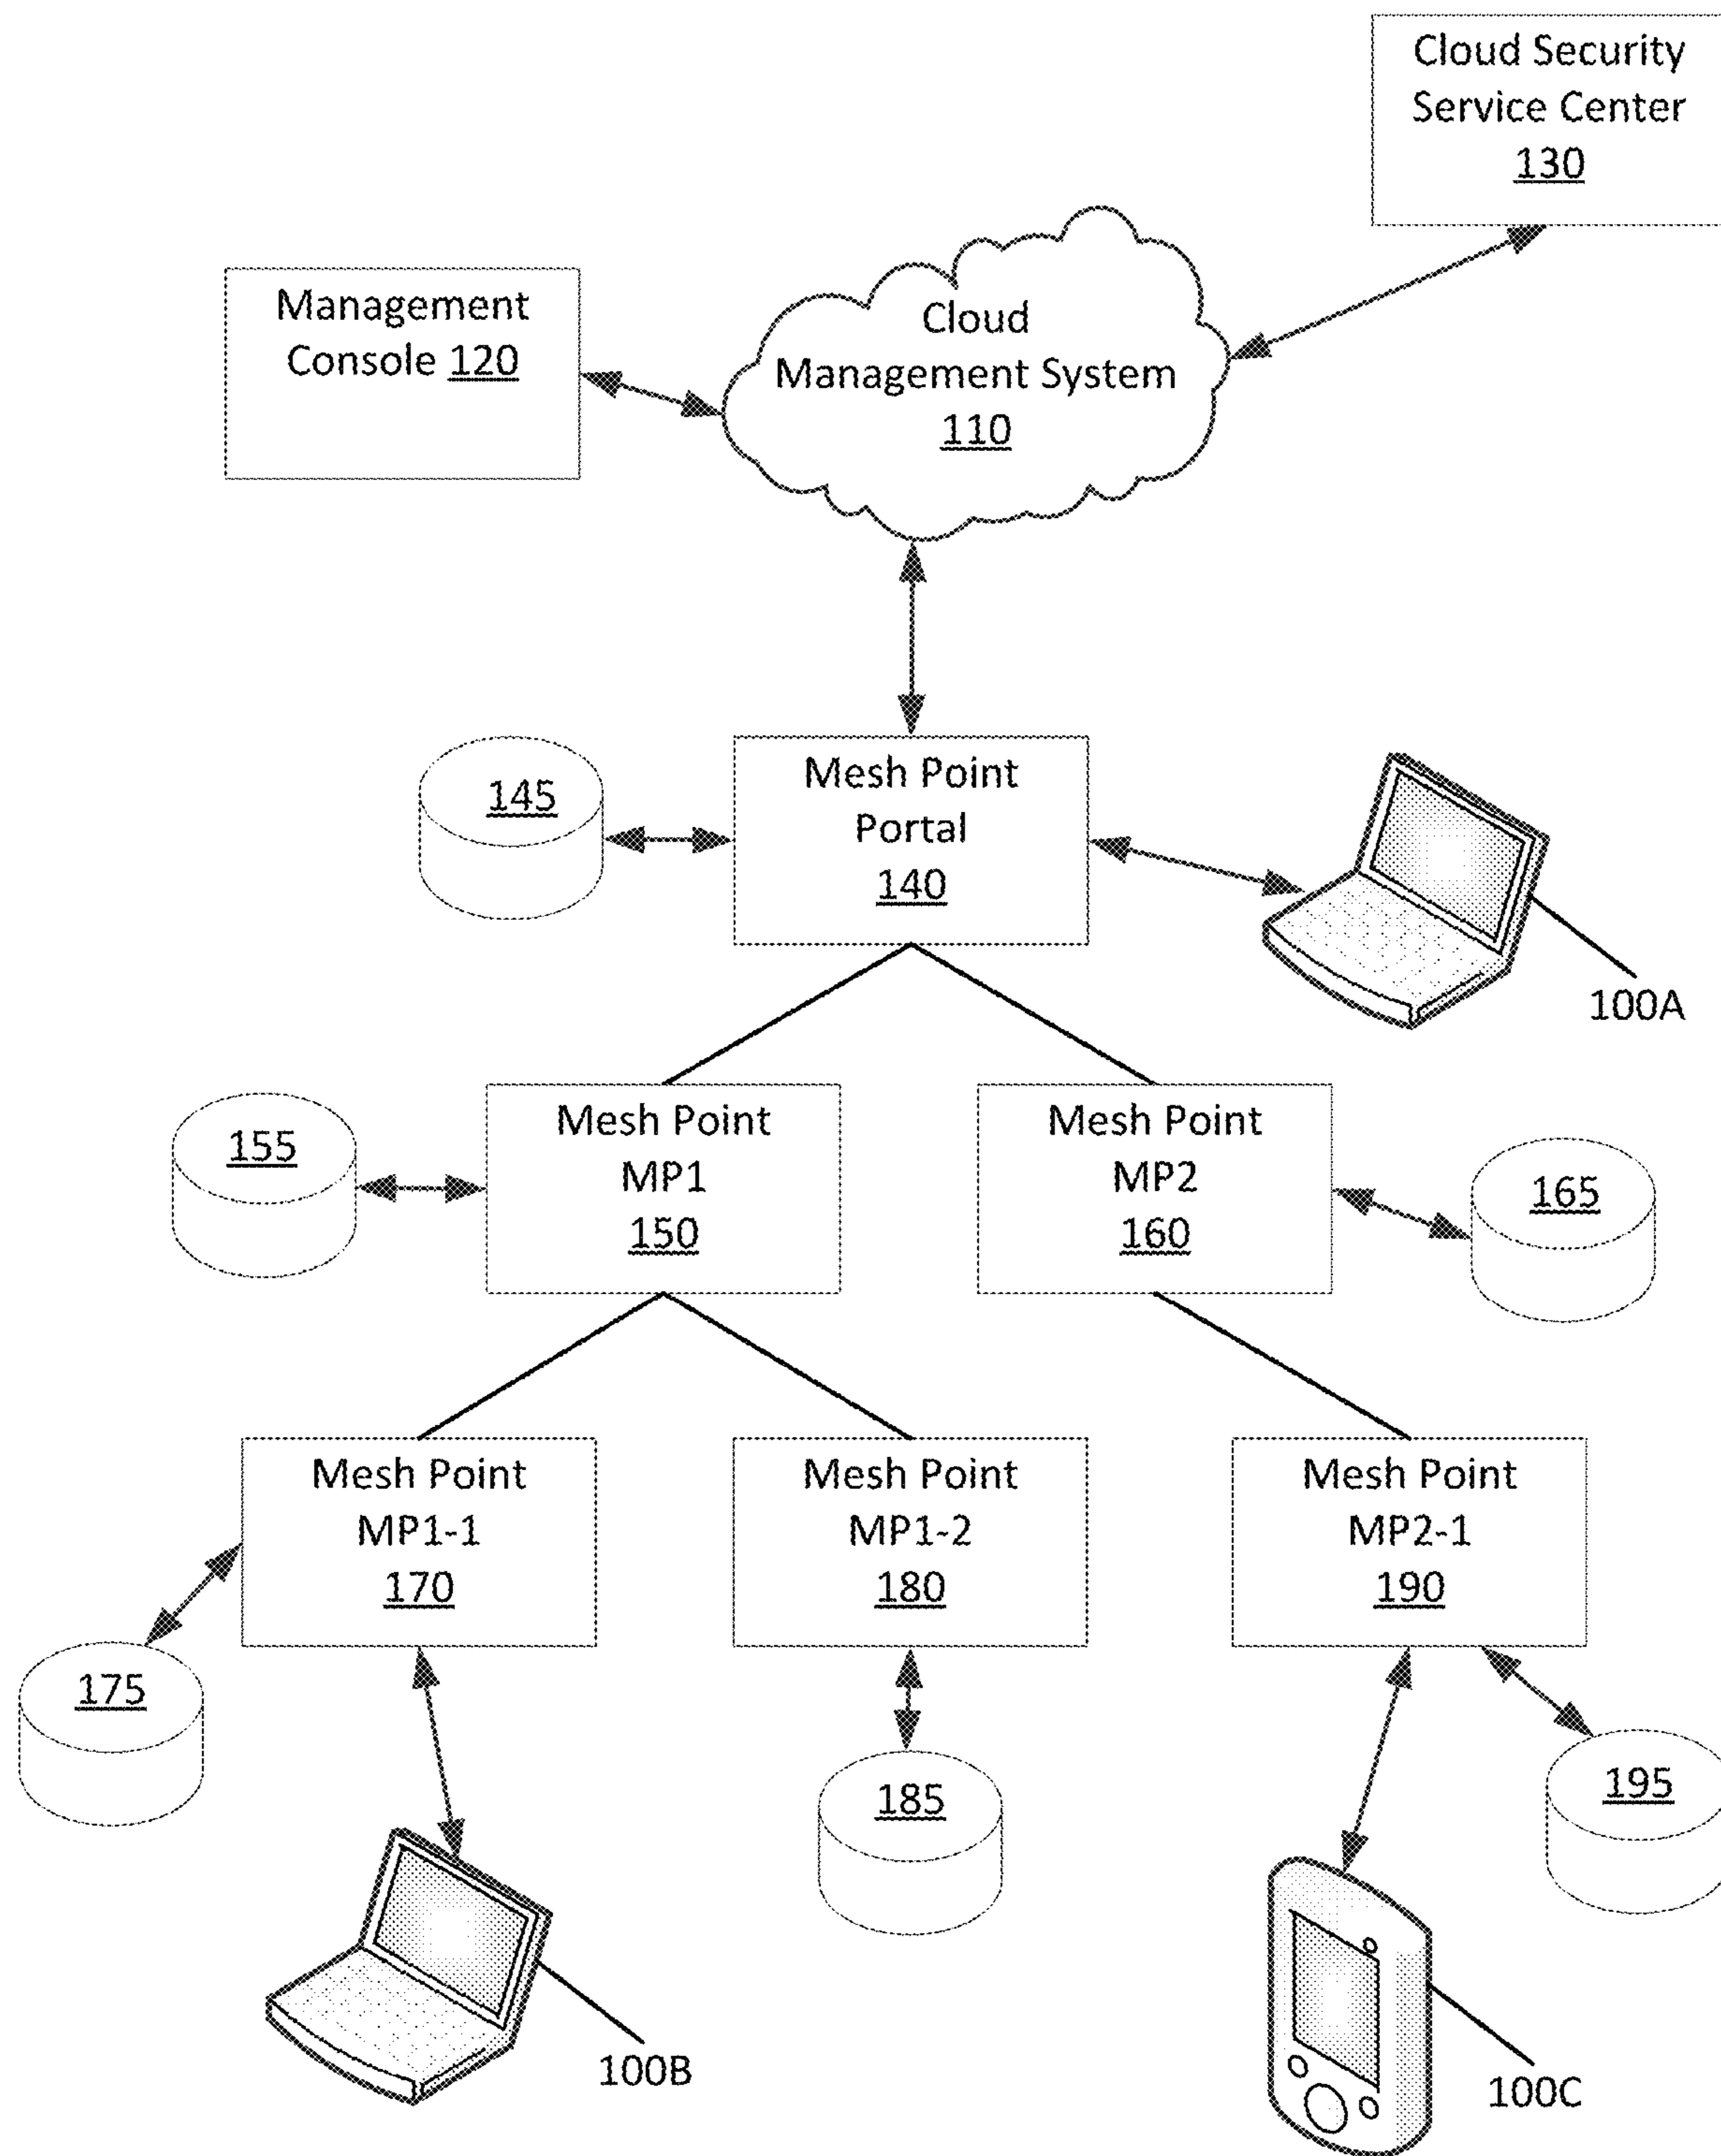 Cloud Security
Service Center
130
Management
Console 120
Cloud
Management System
110
145
Mesh Point
Portal
140
100A
155
Mesh Point
MP1
150
Mesh Point
MP2
160
165
Mesh Point
MP1-1
170
Mesh Point
MP1-2
180
Mesh Point
MP2-1
190
175
185
195
100B
100C